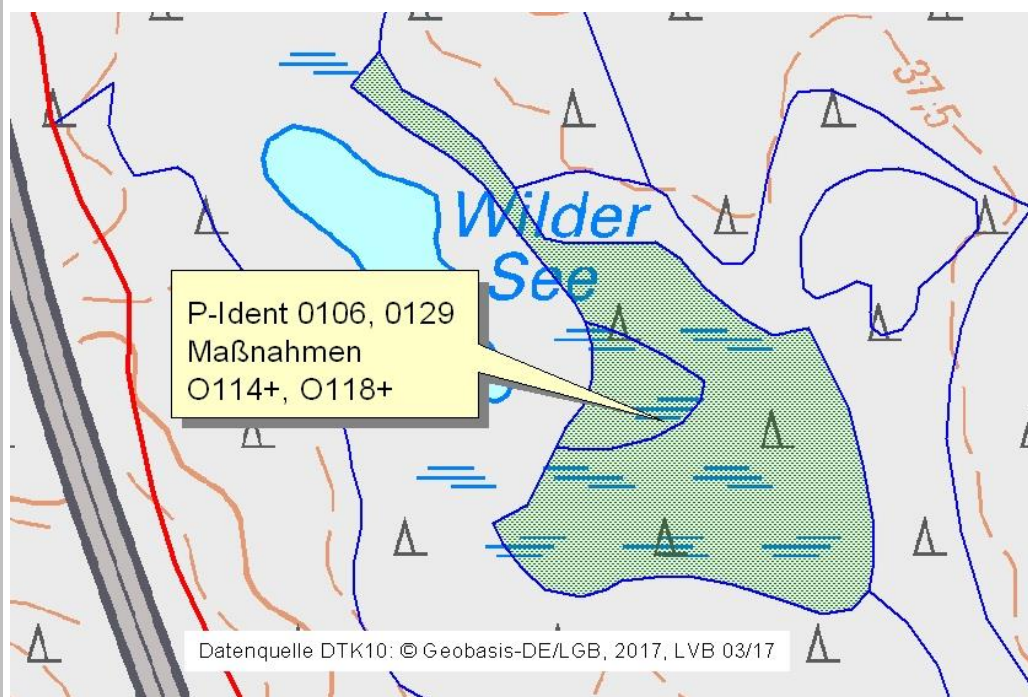 37,5
Wilder
See
P-Ident 0106, 0129
Maßnahmen
O114+, O118+
Datenquelle DTK10: © Geobasis-DE/LGB, 2017, LVB 03/17